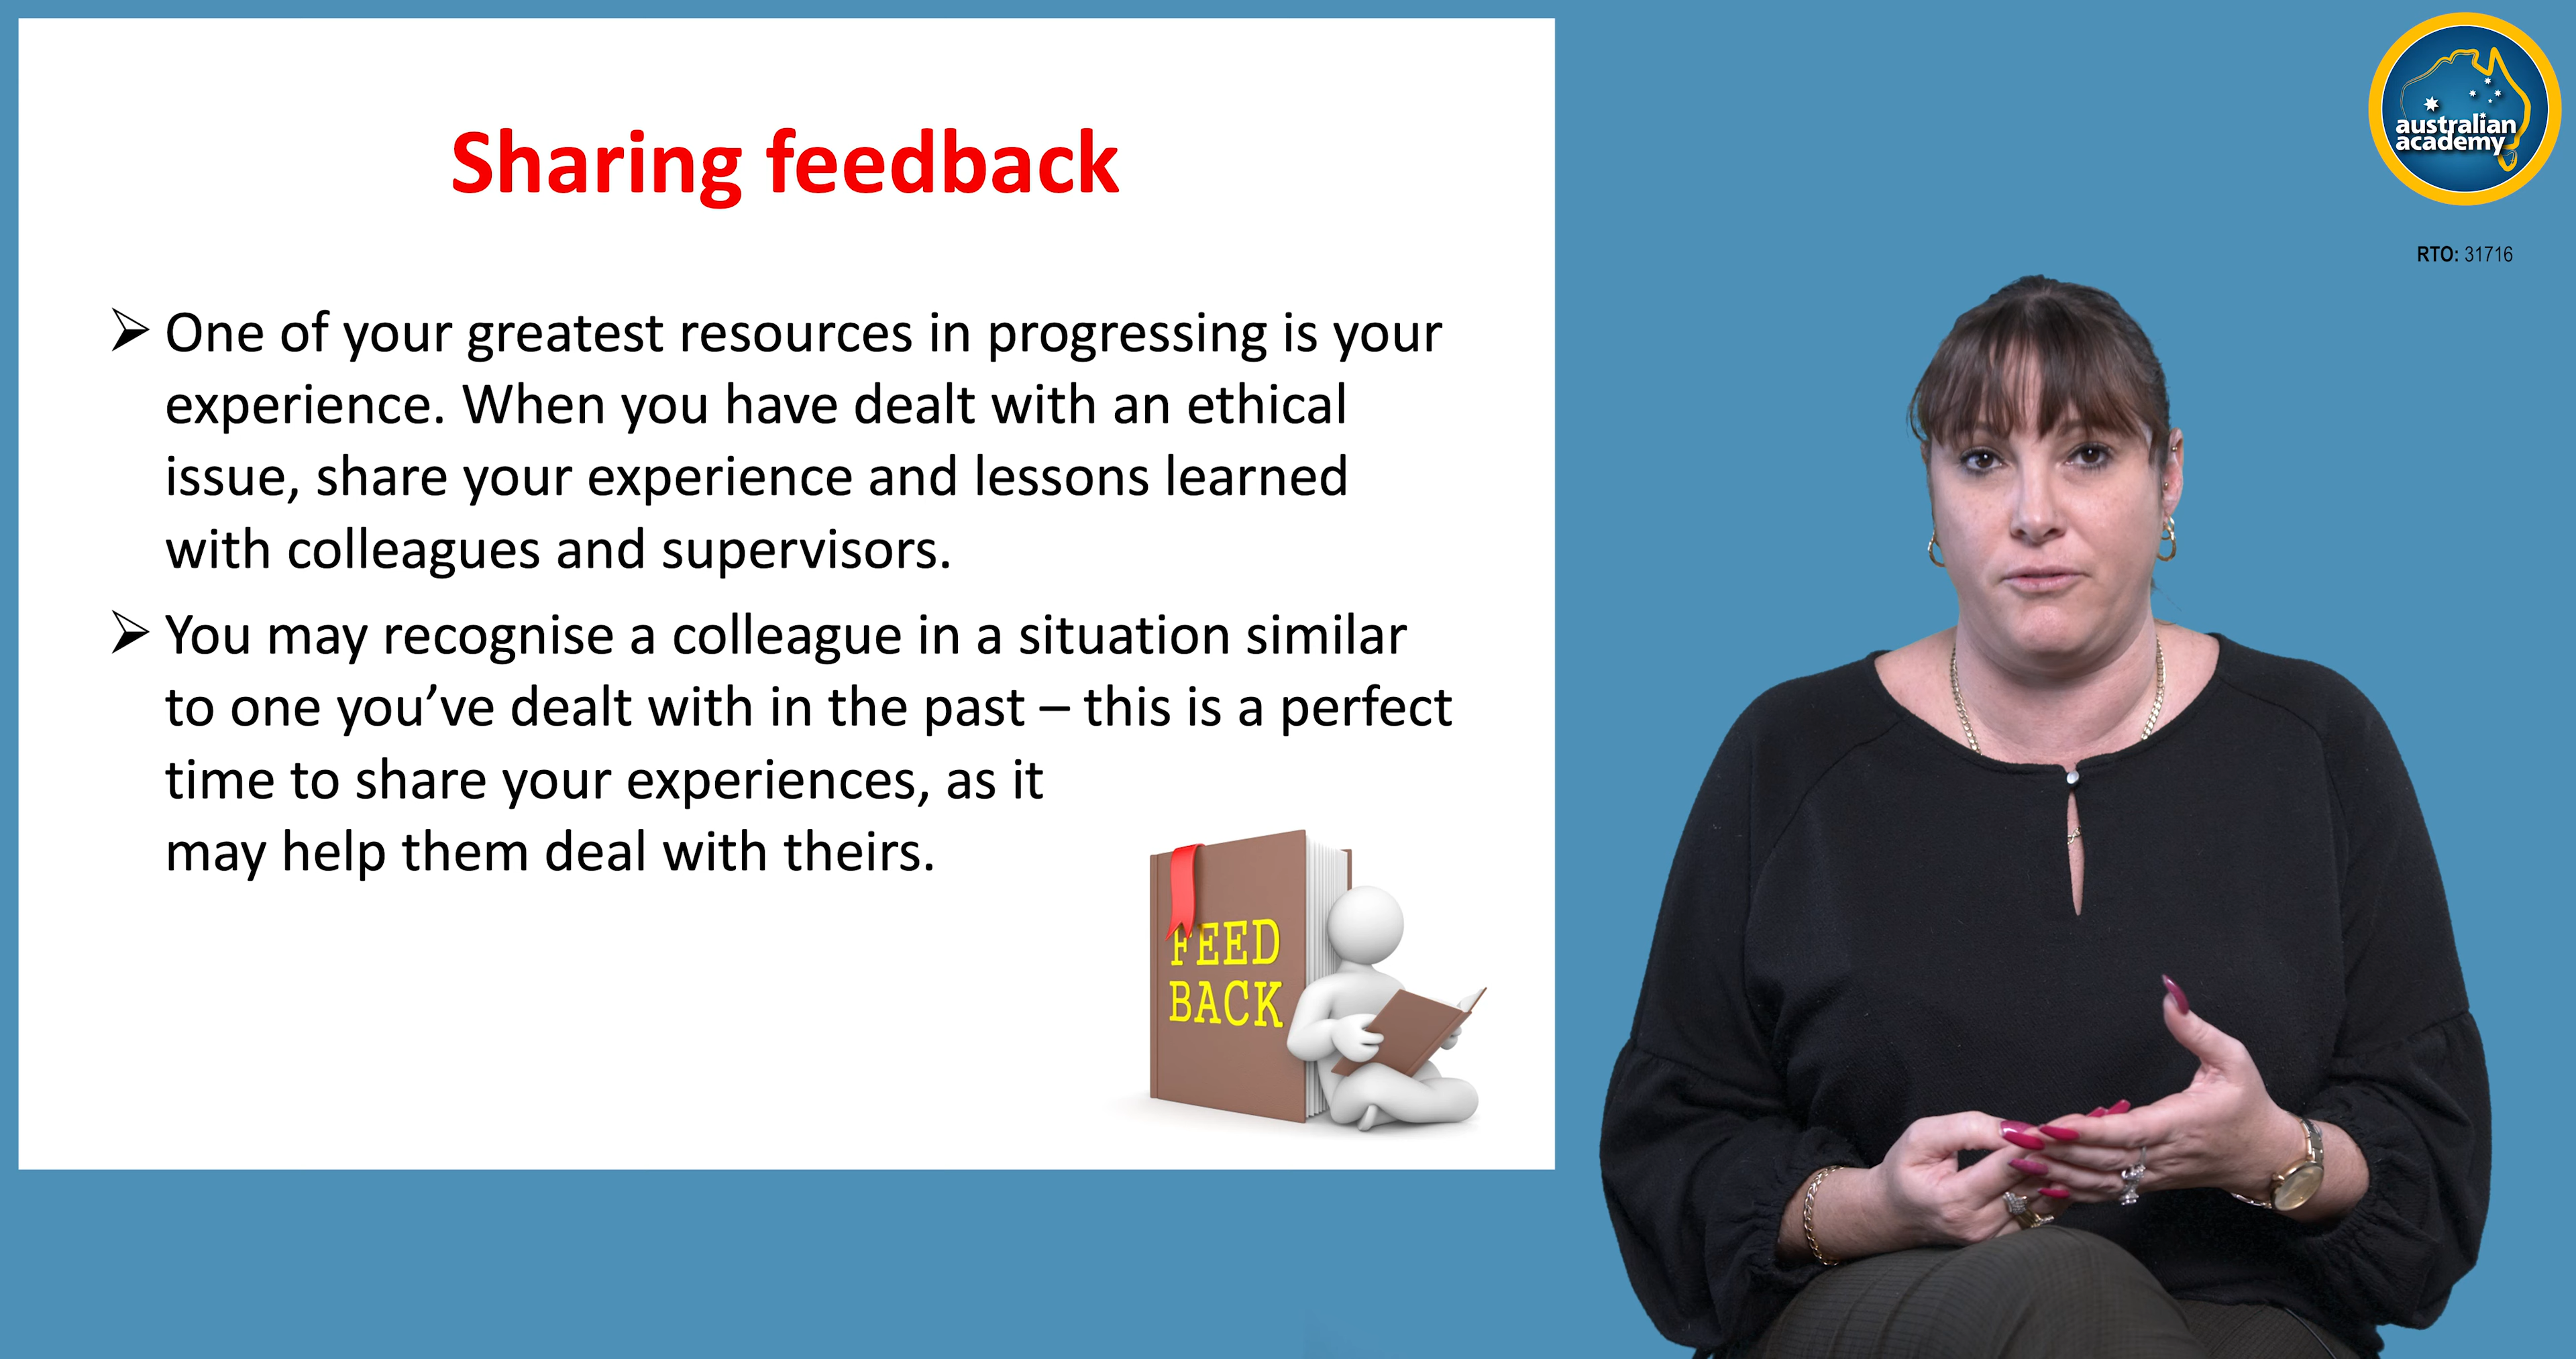 Sharing feedback
One of your greatest resources in progressing is your
experience. When you have dealt with an ethical
issue, share your experience and lessons learned
with colleagues and supervisors.
You may recognise a colleague in a situation similar
to one you’ve dealt with in the past – this is a perfect
time to share your experiences, as it
may help them deal with theirs.
FEED
BACK
australian
academy
RTO: 31716